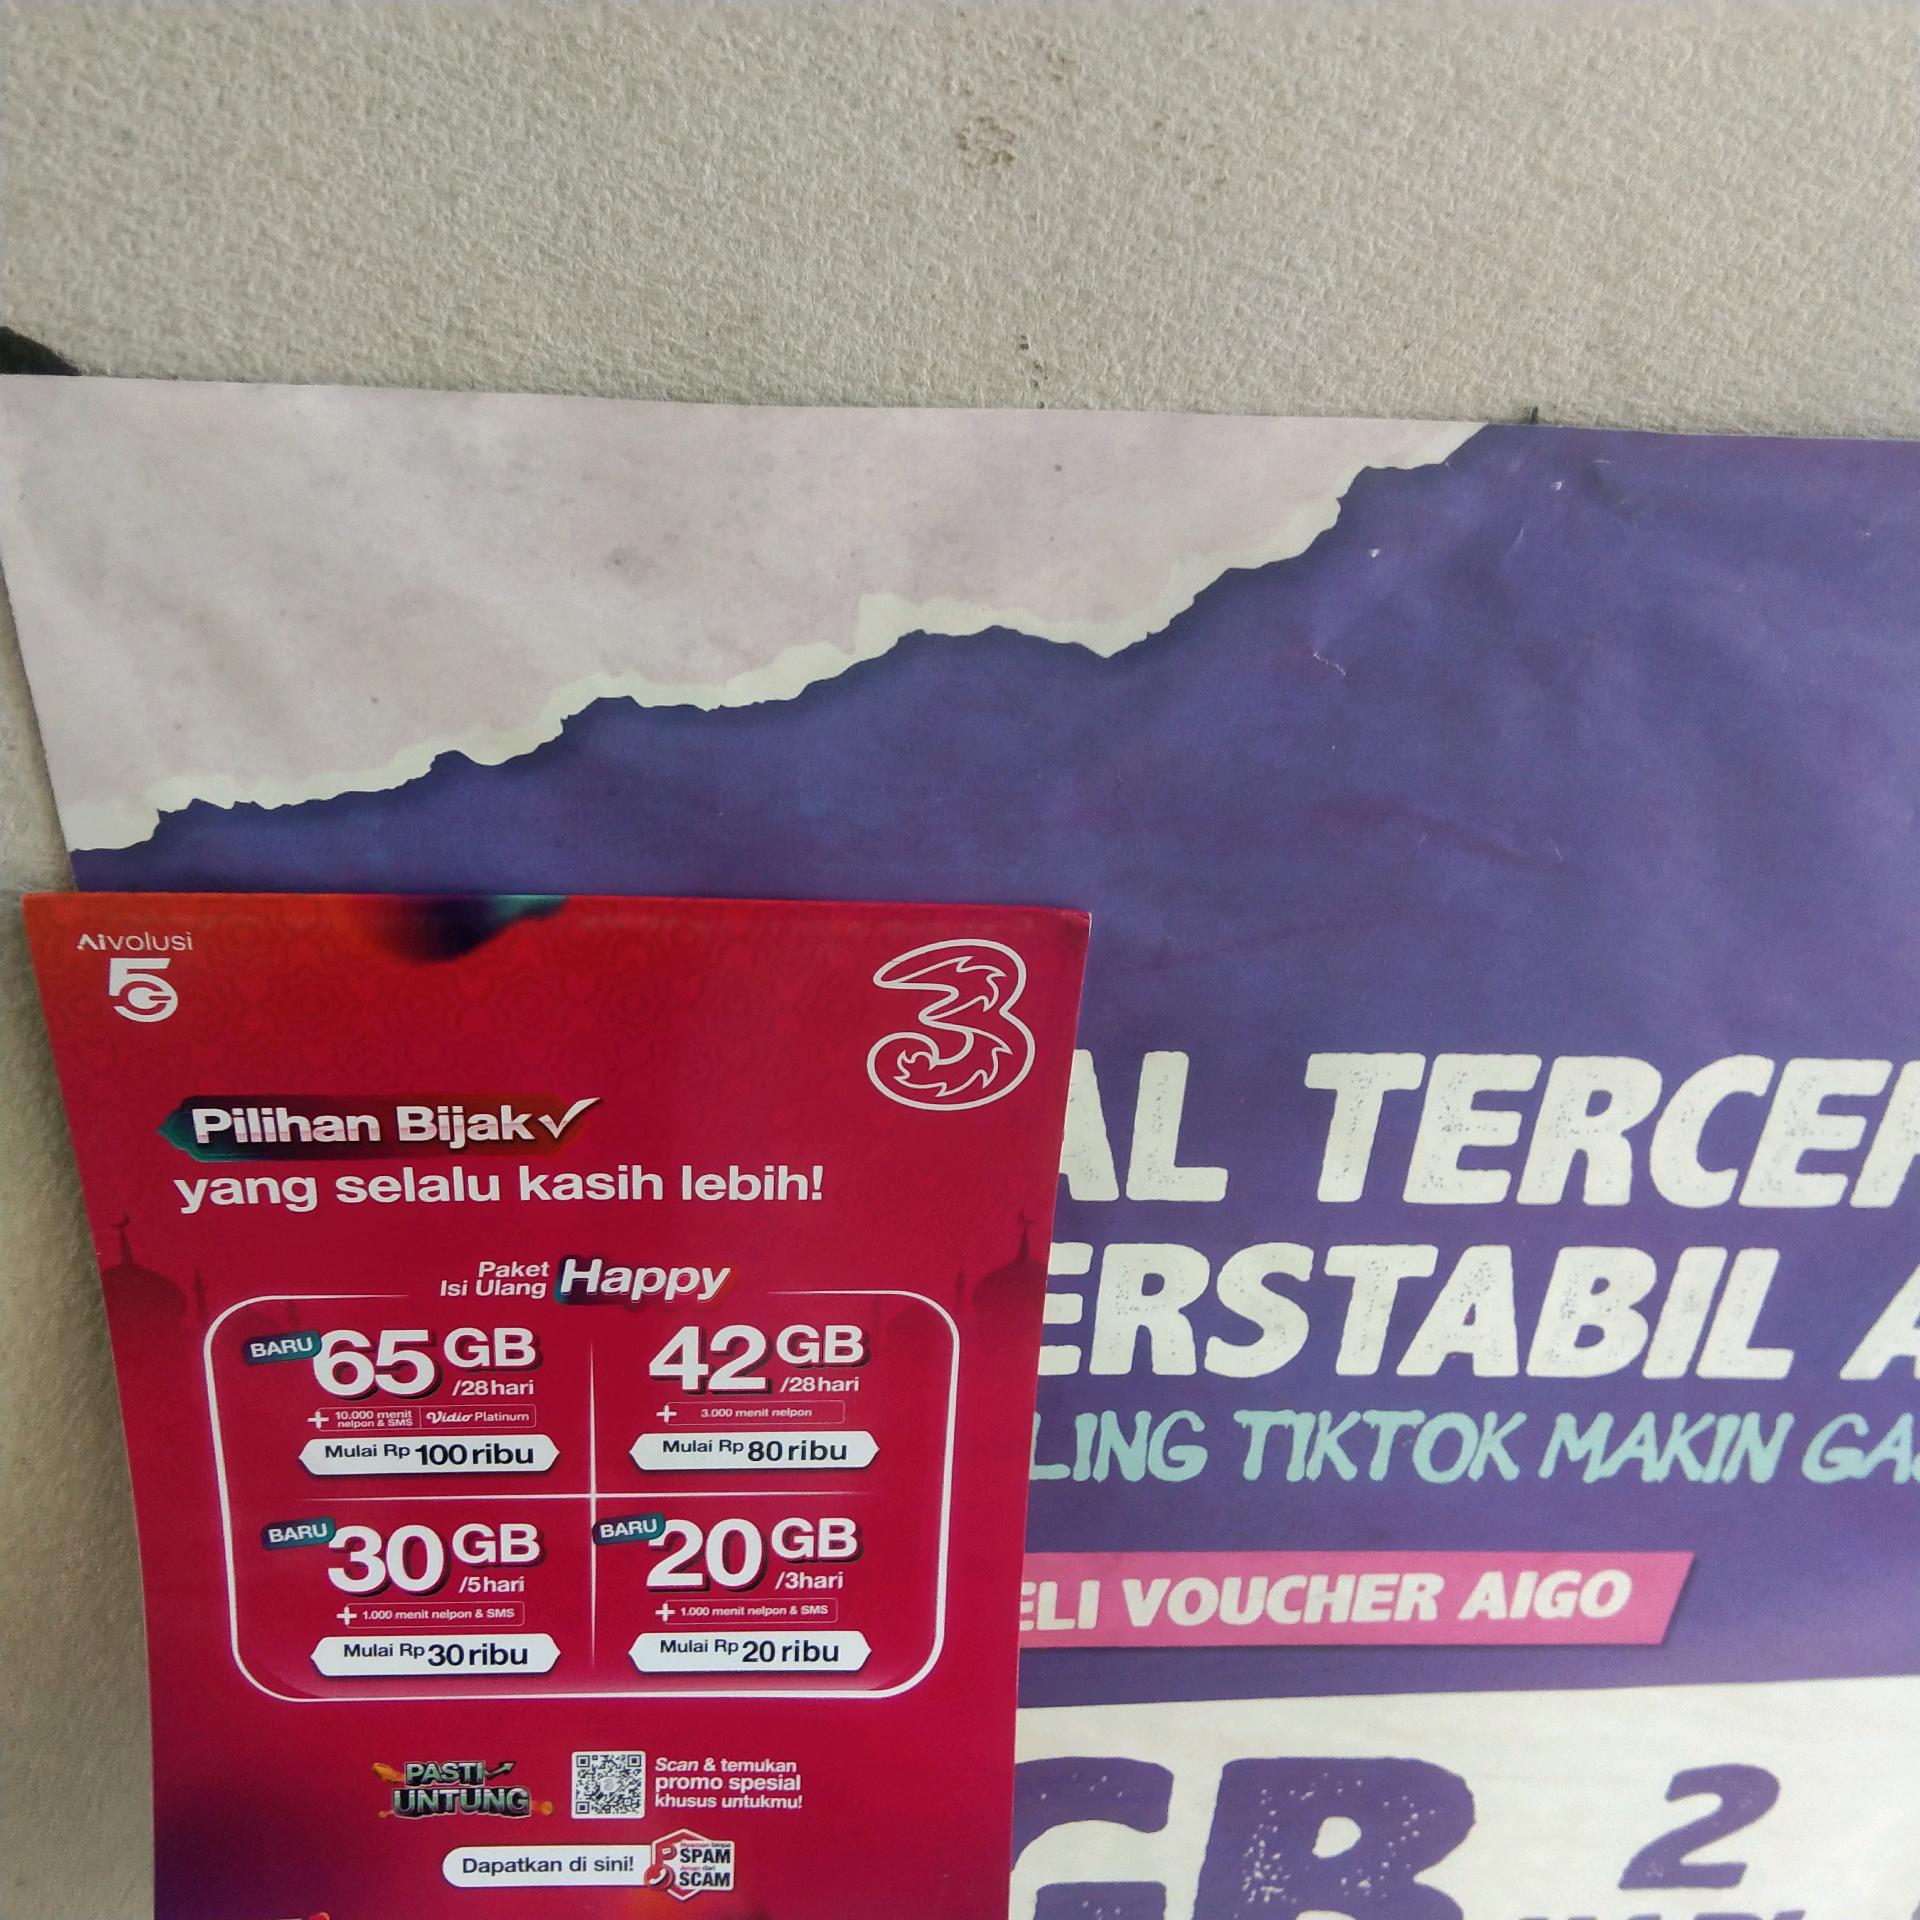 AIvolusi
5G
3
Pilihan Bijak
yang selalu kasih lebih!
Paket
Isi Ulang Happy
BARU 65 GB /28hari
+ 10.000 menit nelpon & SMS Vidio Platinum
Mulai Rp 100 ribu
42 GB /28hari
+ 3.000 menit nelpon
Mulai Rp 80 ribu
BARU 30 GB /5hari
+ 1.000 menit nelpon & SMS
Mulai Rp 30 ribu
BARU 20 GB /3hari
+ 1.000 menit nelpon & SMS
Mulai Rp 20 ribu
PASTI
UNTUNG
Scan & temukan
promo spesial
khusus untukmu!
Dapatkan di sini!
SPAM
SCAM
AL TERCE
ERSTABIL A
LING TIKTOK MAKIN GA
ELI VOUCHER AIGO
GB 2